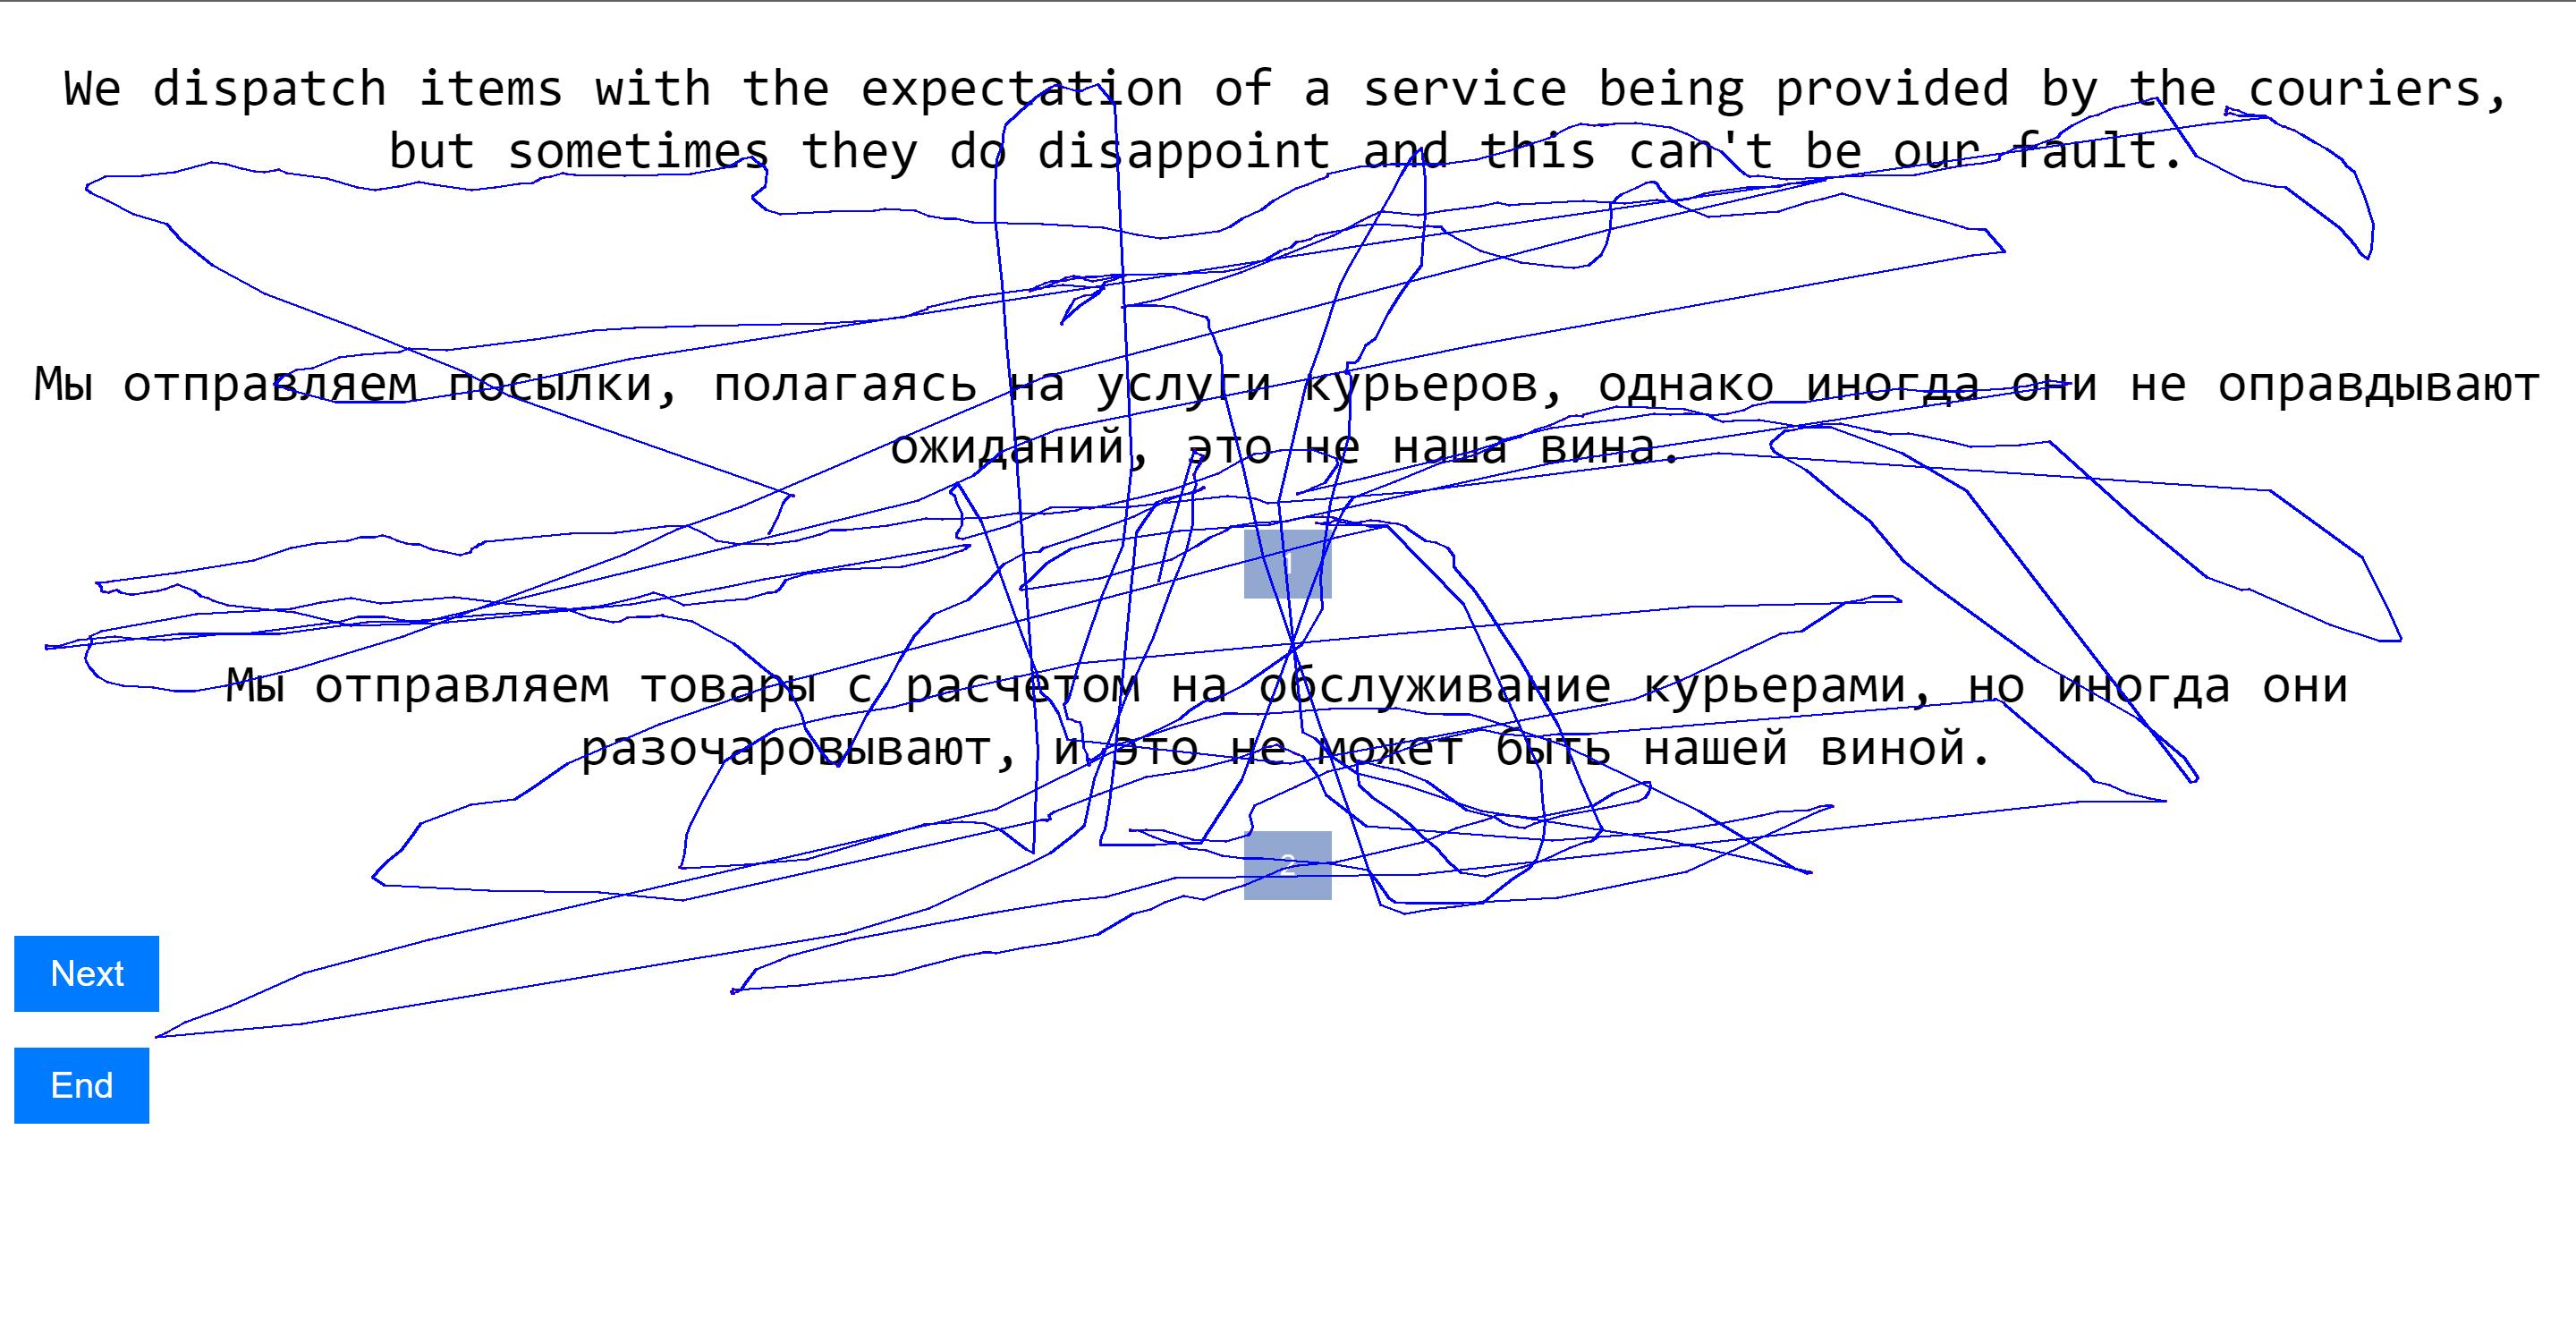 We dispatch items with the expectation of a service being provided by the couriers,
but sometimes they do disappoint and this can't be our fault.
Мы отправляем посылки, полагаясь на услуги курьеров, однако иногда они не оправдывают
ожиданий, это не наша вина.
1
Мы отправляем товары с расчетом на обслуживание курьерами, но иногда они
разочаровывают, и это не может быть нашей виной.
2
Next
End